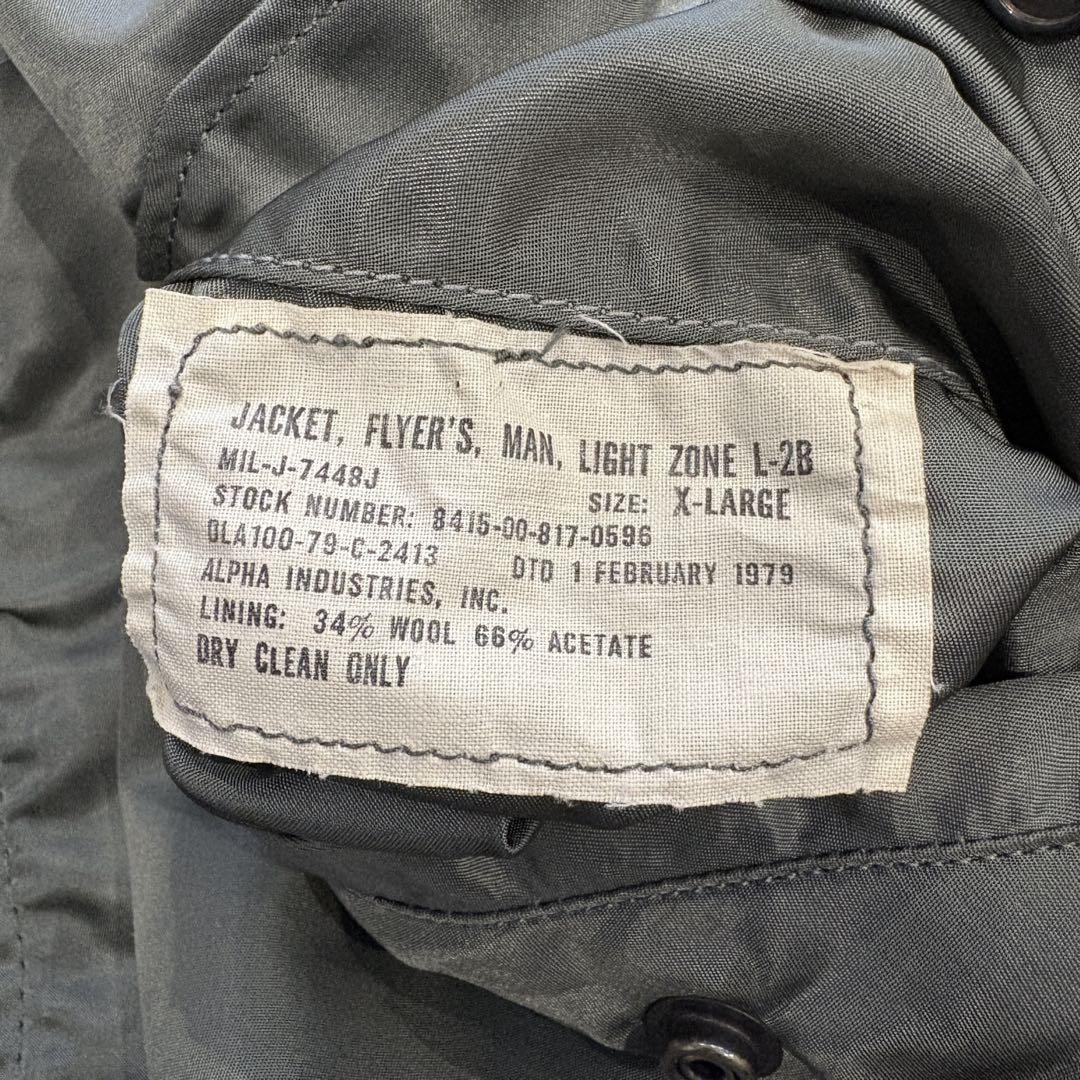 JACKET, FLYER'S, MAN, LIGHT ZONE L-2B
MIL-J-7448J SIZE: X-LARGE
STOCK NUMBER: 8415-00-817-0596
DLA100-79-C-2413 DTD 1 FEBRUARY 1979
ALPHA INDUSTRIES, INC.
LINING: 34% WOOL 66% ACETATE
DRY CLEAN ONLY